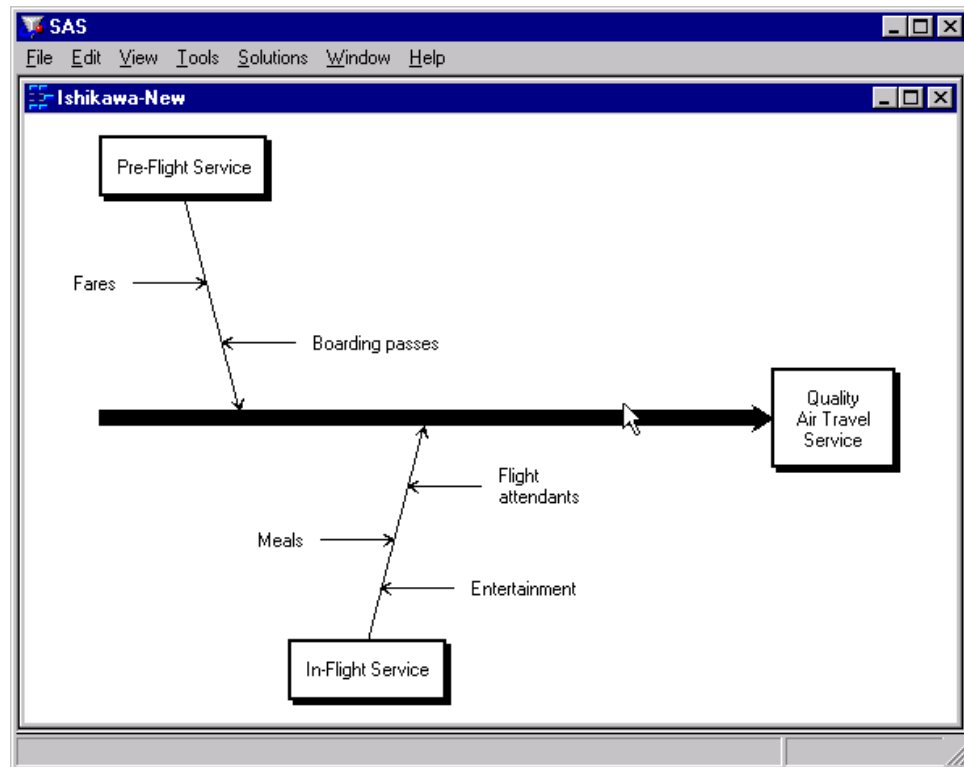 SAS
File Edit View Tools Solutions Window Help
Ishikawa-New
Pre-Flight Service
Fares
Boarding passes
Quality
Air Travel
Service
Flight
attendants
Meals
Entertainment
In-Flight Service